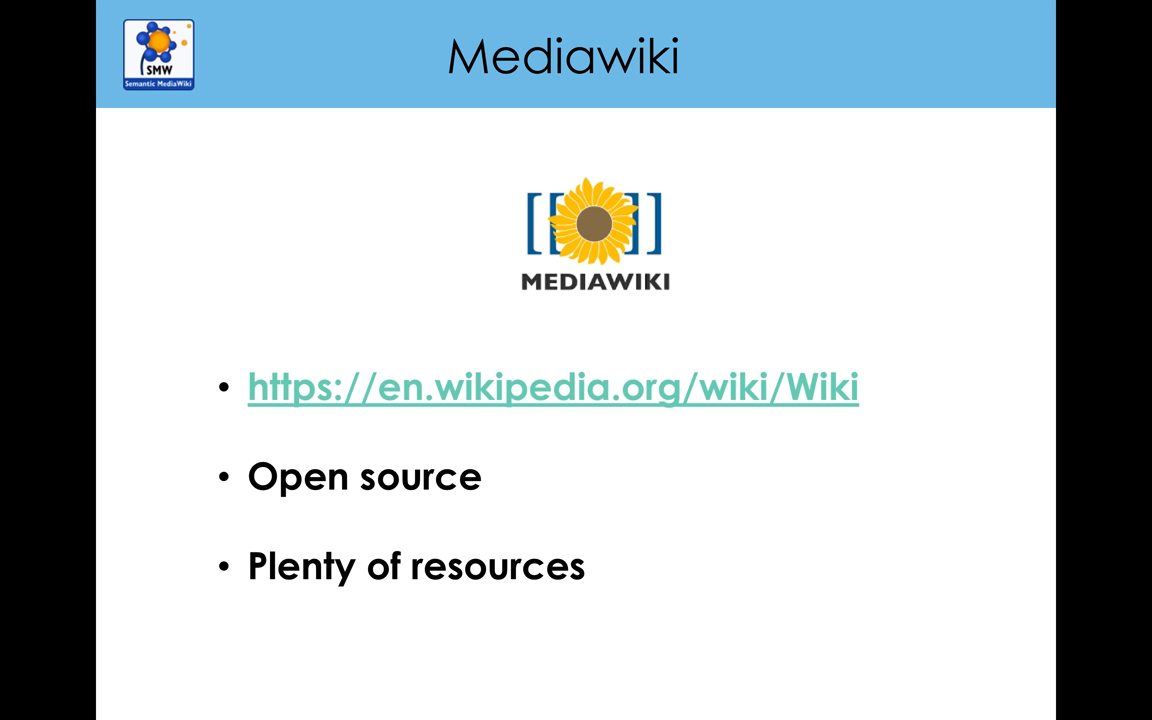 SMW
Semantic MediaWiki
Mediawiki
[[ ]]
MEDIAWIKI
• https://en.wikipedia.org/wiki/Wiki
• Open source
• Plenty of resources